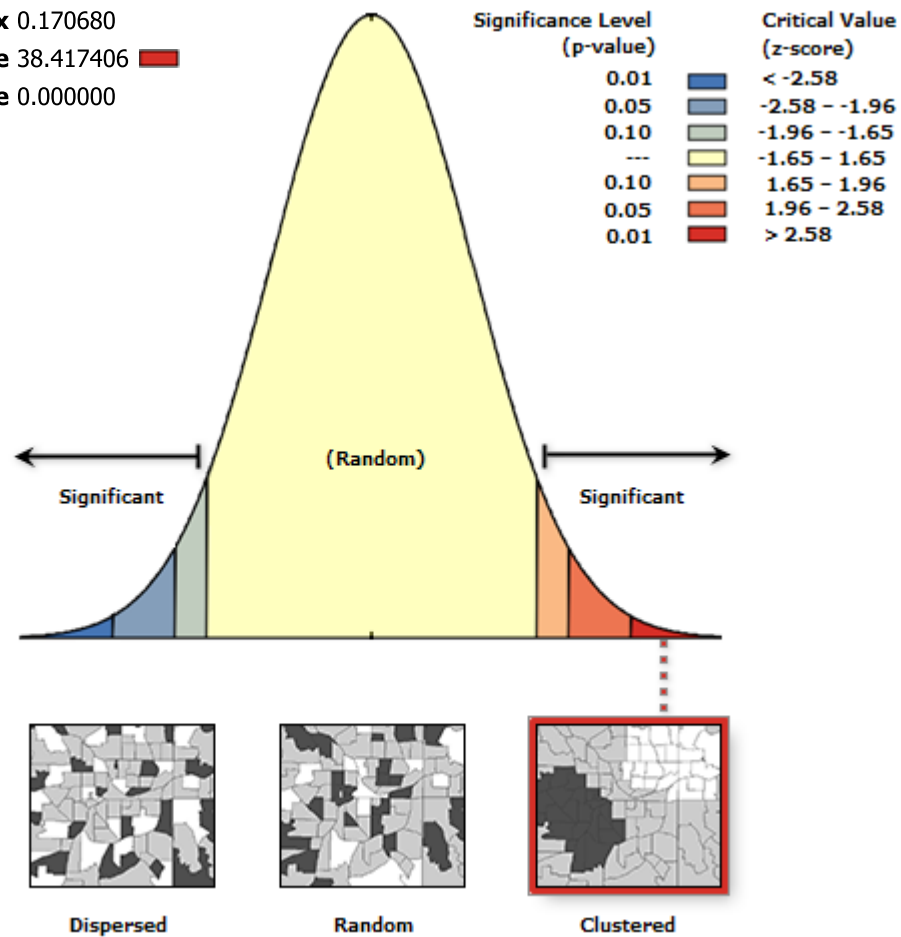 x 0.170680
e 38.417406
e 0.000000
Significance Level
(p-value)
Critical Value
(z-score)
0.01 < -2.58
0.05 -2.58 – -1.96
0.10 -1.96 – -1.65
--- -1.65 – 1.65
0.10 1.65 – 1.96
0.05 1.96 – 2.58
0.01 > 2.58
(Random)
Significant
Significant
Dispersed
Random
Clustered